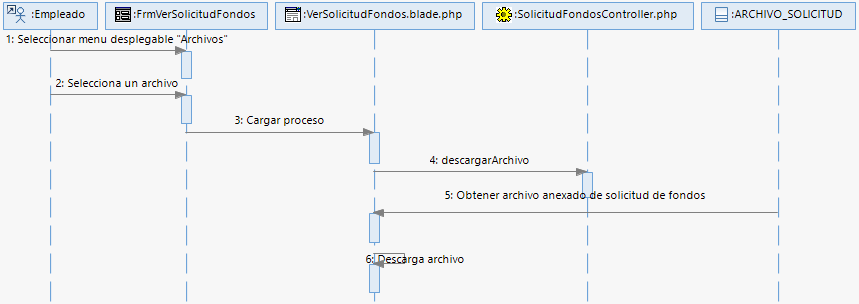 :Empleado
:FrmVerSolicitudFondos
:VerSolicitudFondos.blade.php
:SolicitudFondosController.php
:ARCHIVO_SOLICITUD
1: Seleccionar menu desplegable "Archivos"
2: Selecciona un archivo
3: Cargar proceso
4: descargarArchivo
5: Obtener archivo anexado de solicitud de fondos
6: Descarga archivo